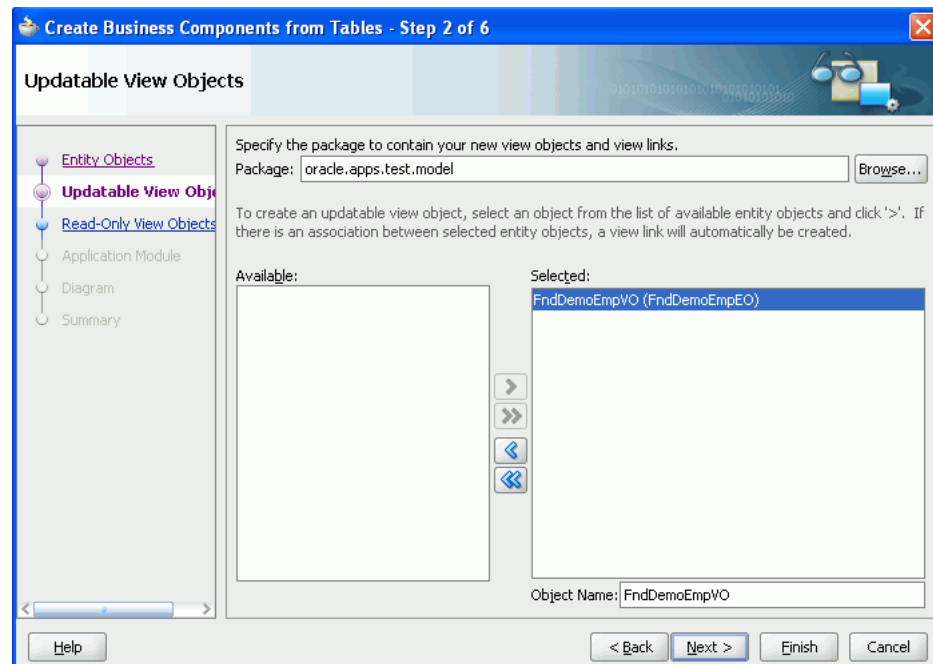 Create Business Components from Tables - Step 2 of 6
Updatable View Objects
Entity Objects
Updatable View Obje
Read-Only View Objects
Application Module
Diagram
Summary
Specify the package to contain your new view objects and view links.
Package: oracle.apps.test.model
Browse...
To create an updatable view object, select an object from the list of available entity objects and click '>'. If
there is an association between selected entity objects, a view link will automatically be created.
Available:
Selected:
FndDemoEmpVO (FndDemoEmpEO)
Object Name: FndDemoEmpVO
Help
< Back
Next >
Finish
Cancel